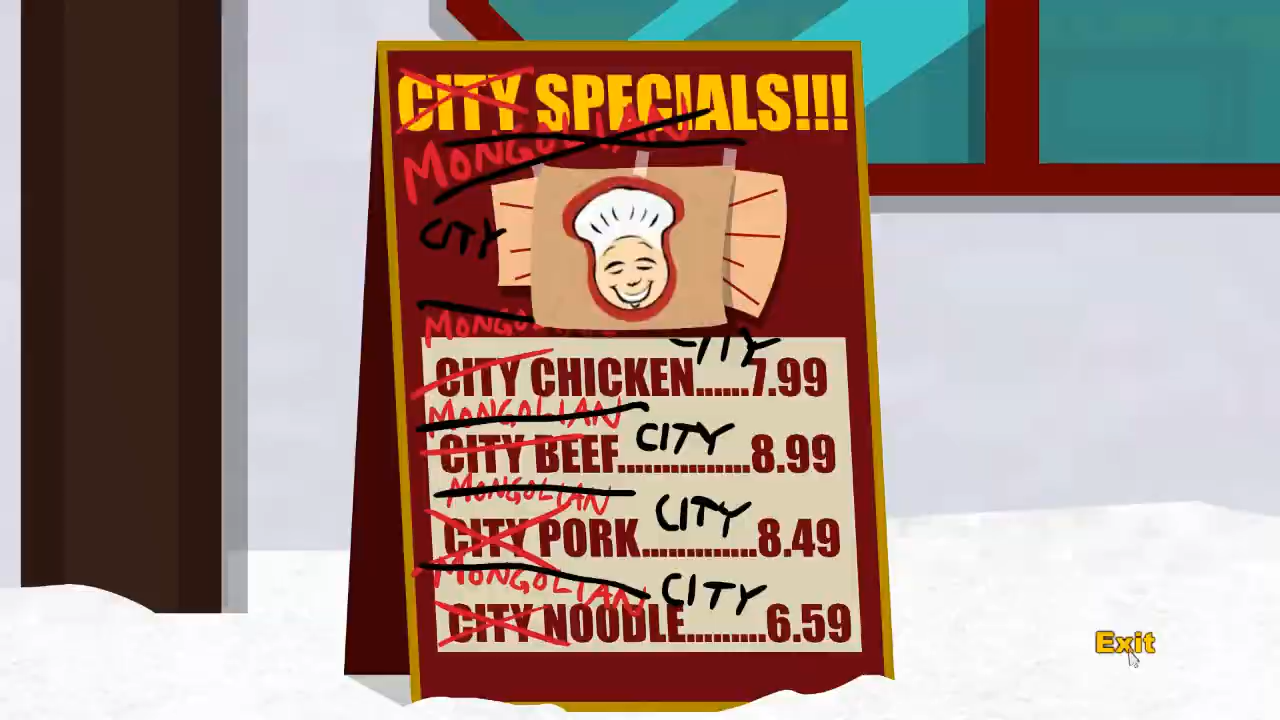 CITY SPECIALS!!!
MONGOLIAN
CITY
MONGOLIAN
CITY
CITY CHICKEN......7.99
MONGOLIAN
CITY
CITY BEEF...............8.99
MONGOLIAN
CITY
CITY PORK.............8.49
MONGOLIAN
CITY
CITY NOODLE.........6.59
Exit